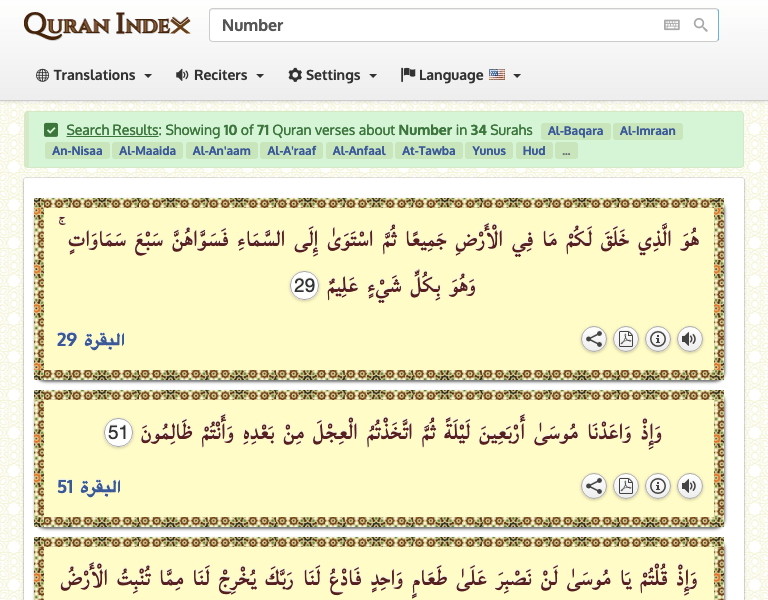 QURAN INDEX
Number
Translations
Reciters
Settings
Language
Search Results: Showing 10 of 71 Quran verses about Number in 34 Surahs Al-Baqara Al-Imraan
An-Nisaa Al-Maaida Al-An'aam Al-A'raaf Al-Anfaal At-Tawba Yunus Hud ...
هُوَ الَّذِي خَلَقَ لَكُمْ مَا فِي الْأَرْضِ جَمِيعًا ثُمَّ اسْتَوَىٰ إِلَى السَّمَاءِ فَسَوَّاهُنَّ سَبْعَ سَمَاوَاتٍ ۚ
وَهُوَ بِكُلِّ شَيْءٍ عَلِيمٌ 29
البقرة 29
وَإِذْ وَاعَدْنَا مُوسَىٰ أَرْبَعِينَ لَيْلَةً ثُمَّ اتَّخَذْتُمُ الْعِجْلَ مِنْ بَعْدِهِ وَأَنْتُمْ ظَالِمُونَ 51
البقرة 51
وَإِذْ قُلْتُمْ يَا مُوسَىٰ لَنْ نَصْبِرَ عَلَىٰ طَعَامٍ وَاحِدٍ فَادْعُ لَنَا رَبَّكَ يُخْرِجْ لَنَا مِمَّا تُنْبِتُ الْأَرْضُ